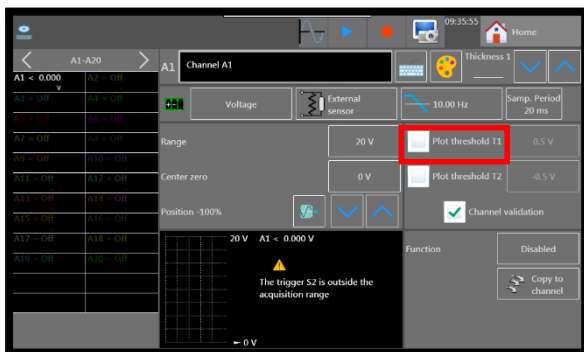 09:35:55
Home
A1-A20
A1
Channel A1
Thickness 1
A1 < 0.000
V
A2 = Off
A3 = Off
A4 = Off
A5 = Off
A6 = Off
A7 = Off
A8 = Off
A9 = Off
A10 = Off
A11 = Off
A12 = Off
A13 = Off
A14 = Off
A15 = Off
A16 = Off
A17 = Off
A18 = Off
A19 = Off
A20 = Off
Voltage
External
sensor
10.00 Hz
Samp. Period
20 ms
Range
20 V
Plot threshold T1
0.5 V
Center zero
0 V
Plot threshold T2
-0.5 V
Position -100%
Channel validation
20 V
A1 < 0.000 V
The trigger S2 is outside the
acquisition range
0 V
Function
Disabled
Copy to
channel